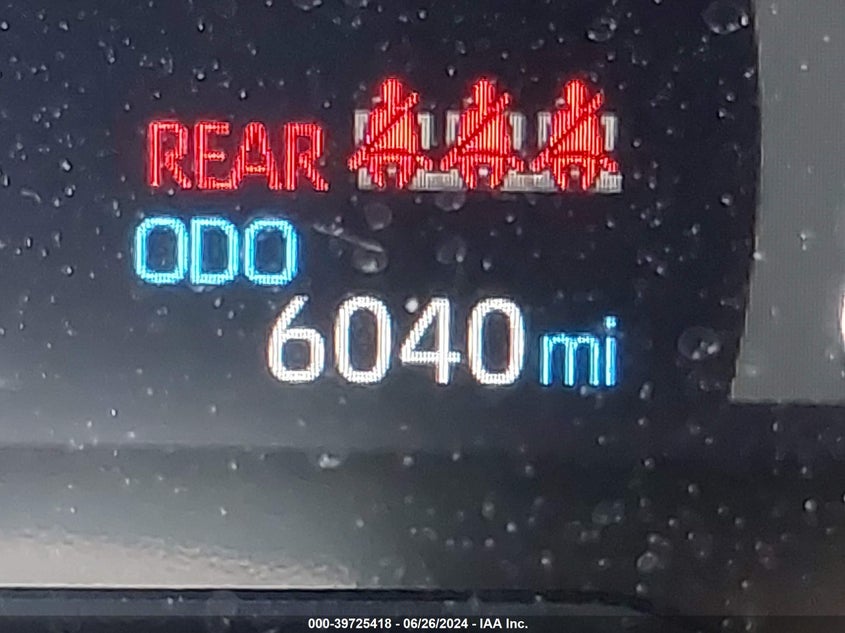 REAR
ODO
6040 mi
000-39725418 - 06/26/2024 - IAA Inc.